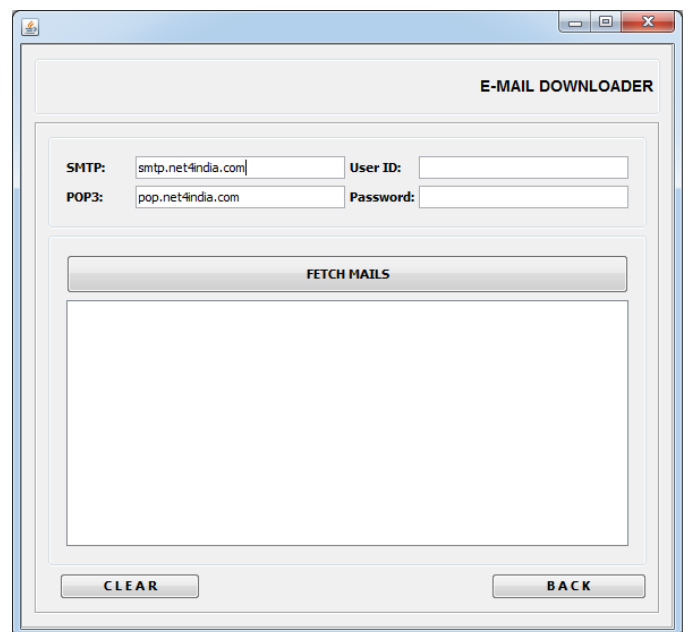 E-MAIL DOWNLOADER
SMTP: smtp.net4india.com User ID:
POP3: pop.net4india.com Password:
FETCH MAILS
CLEAR BACK